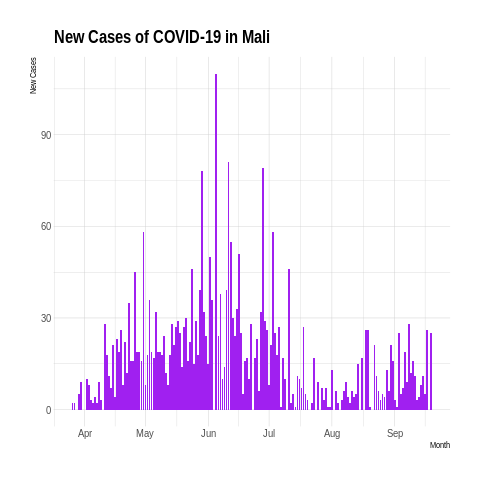 New Cases of COVID-19 in Mali
New Cases
90
60
30
0
Apr May Jun Jul Aug Sep
Month